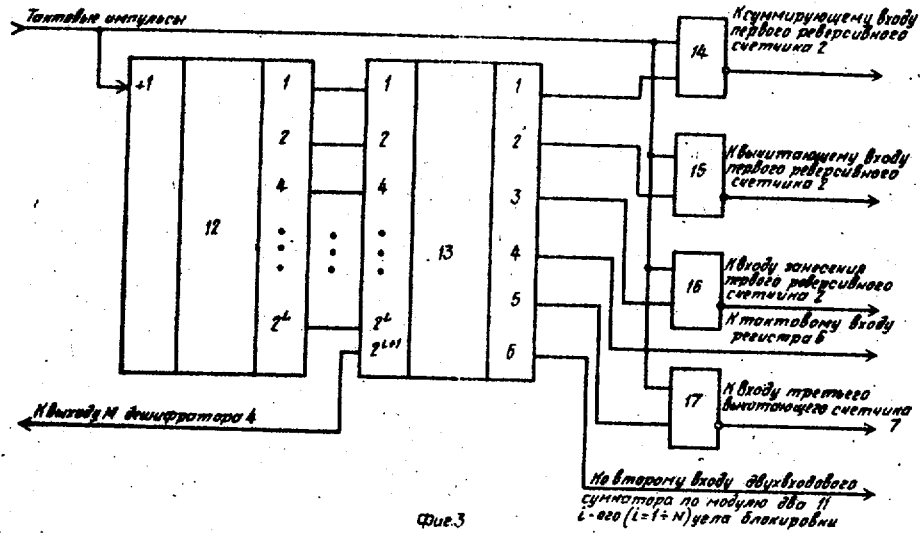 Тактовые импульсы
К суммирующему входу
первого реверсивного
счетчика 2
14
+1
1
1
1
2
2
2
К вычитающему входу
первого реверсивного
счетчика 2
15
4
4
3
12
13
4
К входу занесения
первого реверсивного
счетчика 2
16
5
2^i
2^i
2^i+1
6
К тактовому входу
регистра 6
К входу третьего
вычитающего счетчика
7
17
К выходу М дешифратора 4
Ко второму входу двухвходового
сумматора по модулю два 11
i-ого (i=1÷N) узла блокировки
Фиг.3